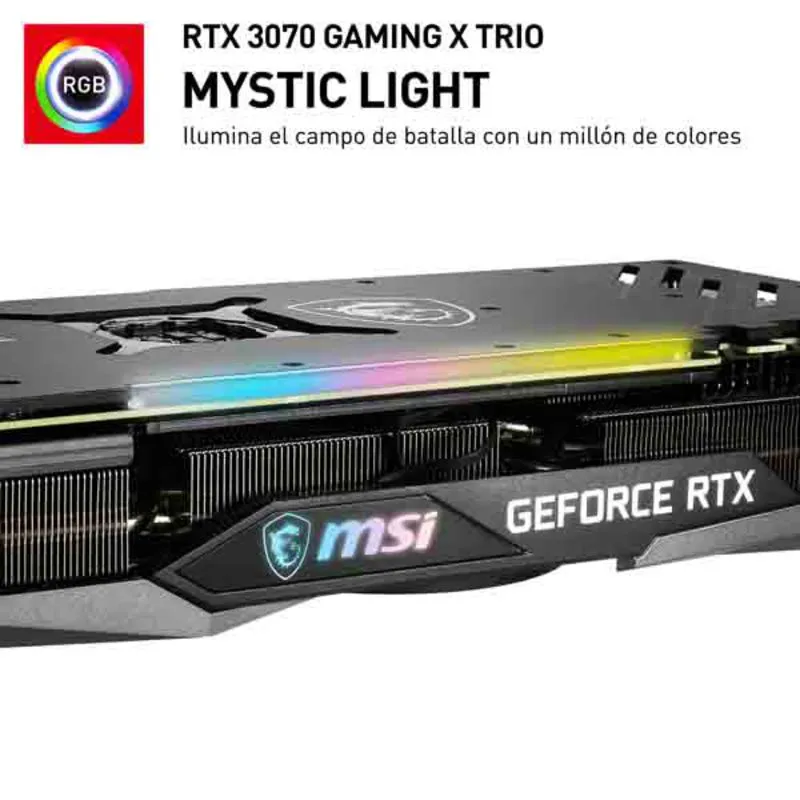 RGB
RTX 3070 GAMING X TRIO
MYSTIC LIGHT
Ilumina el campo de batalla con un millón de colores
msi
GEFORCE RTX